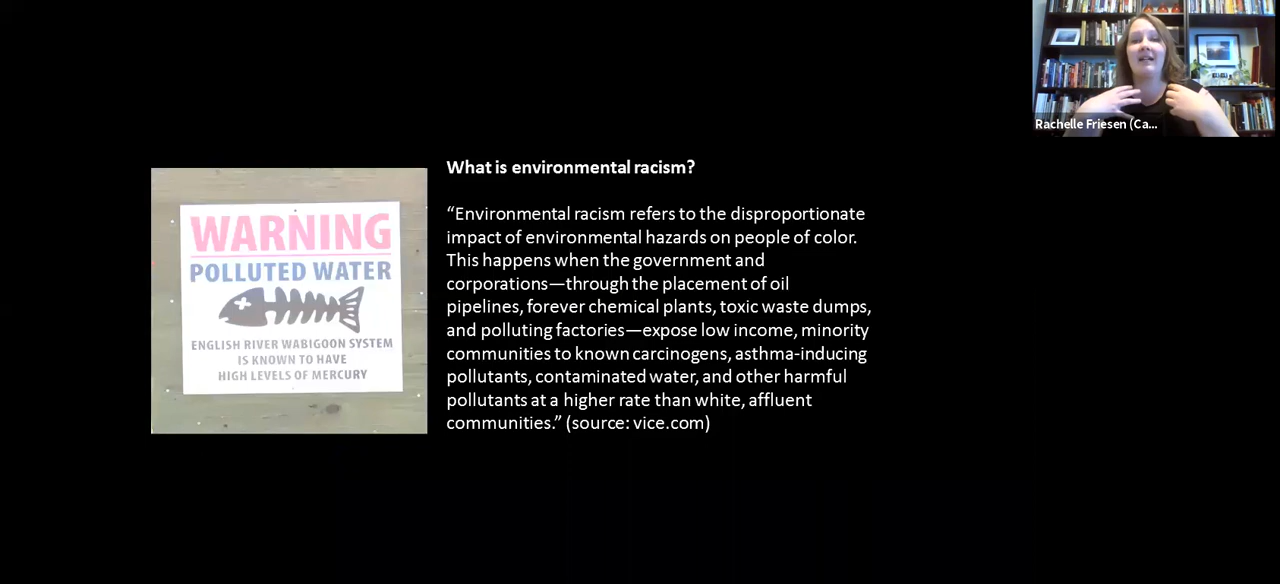 Rachelle Friesen (Ca...
What is environmental racism?
“Environmental racism refers to the disproportionate
impact of environmental hazards on people of color.
This happens when the government and
corporations—through the placement of oil
pipelines, forever chemical plants, toxic waste dumps,
and polluting factories—expose low income, minority
communities to known carcinogens, asthma-inducing
pollutants, contaminated water, and other harmful
pollutants at a higher rate than white, affluent
communities.” (source: vice.com)
WARNING
POLLUTED WATER
ENGLISH RIVER WABIGOON SYSTEM
IS KNOWN TO HAVE
HIGH LEVELS OF MERCURY